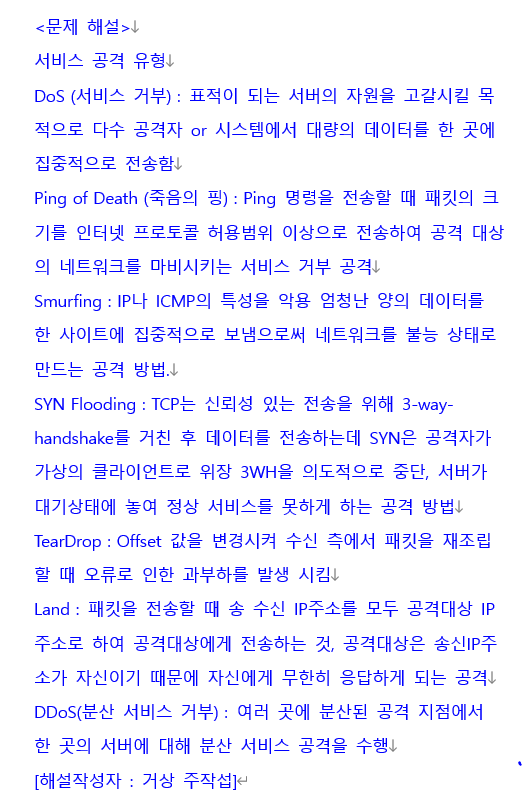 <문제 해설>↓
서비스 공격 유형↓
DoS (서비스 거부) : 표적이 되는 서버의 자원을 고갈시킬 목
적으로 다수 공격자 or 시스템에서 대량의 데이터를 한 곳에
집중적으로 전송함↓
Ping of Death (죽음의 핑) : Ping 명령을 전송할 때 패킷의 크
기를 인터넷 프로토콜 허용범위 이상으로 전송하여 공격 대상
의 네트워크를 마비시키는 서비스 거부 공격↓
Smurfing : IP나 ICMP의 특성을 악용 엄청난 양의 데이터를
한 사이트에 집중적으로 보냄으로써 네트워크를 불능 상태로
만드는 공격 방법.↓
SYN Flooding : TCP는 신뢰성 있는 전송을 위해 3-way-
handshake를 거친 후 데이터를 전송하는데 SYN은 공격자가
가상의 클라이언트로 위장 3WH을 의도적으로 중단, 서버가
대기상태에 놓여 정상 서비스를 못하게 하는 공격 방법↓
TearDrop : Offset 값을 변경시켜 수신 측에서 패킷을 재조립
할 때 오류로 인한 과부하를 발생 시킴↓
Land : 패킷을 전송할 때 송 수신 IP주소를 모두 공격대상 IP
주소로 하여 공격대상에게 전송하는 것, 공격대상은 송신IP주
소가 자신이기 때문에 자신에게 무한히 응답하게 되는 공격↓
DDoS(분산 서비스 거부) : 여러 곳에 분산된 공격 지점에서
한 곳의 서버에 대해 분산 서비스 공격을 수행↓
[해설작성자 : 거상 주작섭]↵